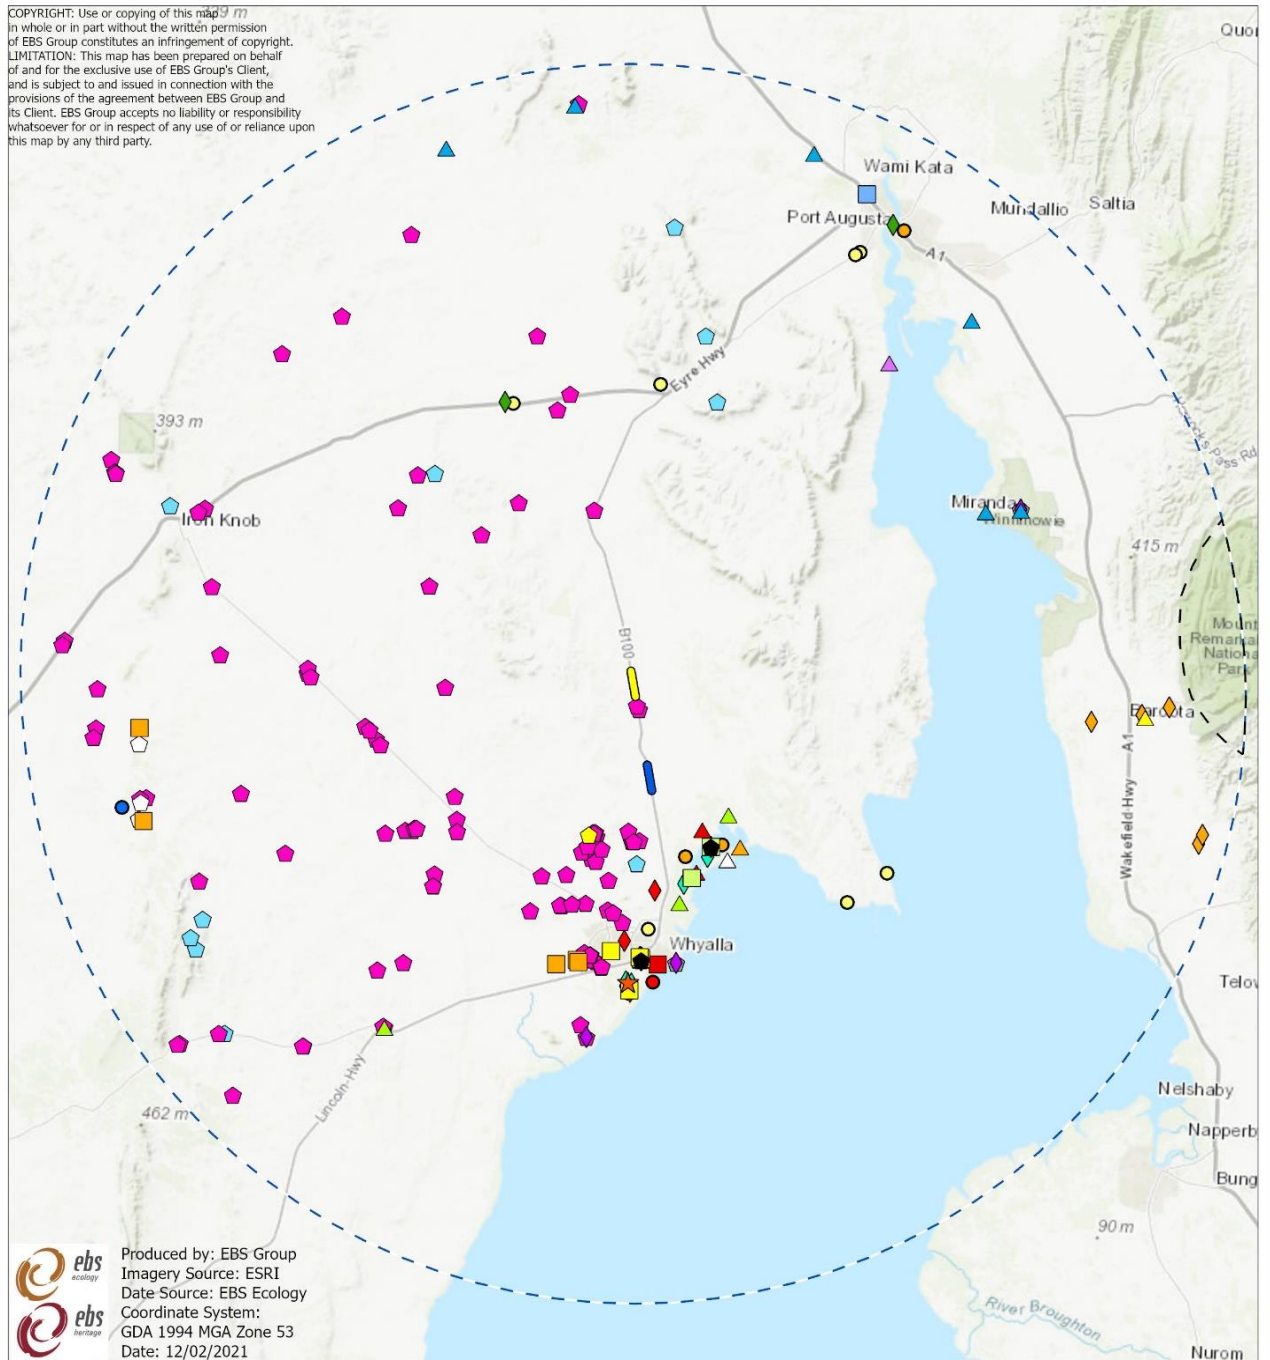 COPYRIGHT: Use or copying of this map
in whole or in part without the written permission
of EBS Group constitutes an infringement of copyright.
LIMITATION: This map has been prepared on behalf
of and for the exclusive use of EBS Group's Client,
and is subject to and issued in connection with the
provisions of the agreement between EBS Group and
its Client. EBS Group accepts no liability or responsibility
whatsoever for or in respect of any use of or reliance upon
this map by any third party.
Quor
Wami Kata
Port Augusta
Mundallio
Saltia
A1
Eyre Hwy
393 m
Pass Rd
Iron Knob
Miranda
Winninowie
415 m
B100
Mount
Remarka
Nationa
Park
Baroota
A1
Wakefield Hwy
Whyalla
Telow
Lincoln Hwy
462 m
Nelshaby
Napperb
Bung
90 m
River Broughton
Nurom
ebs
ecology
ebs
heritage
Produced by: EBS Group
Imagery Source: ESRI
Date Source: EBS Ecology
Coordinate System:
GDA 1994 MGA Zone 53
Date: 12/02/2021